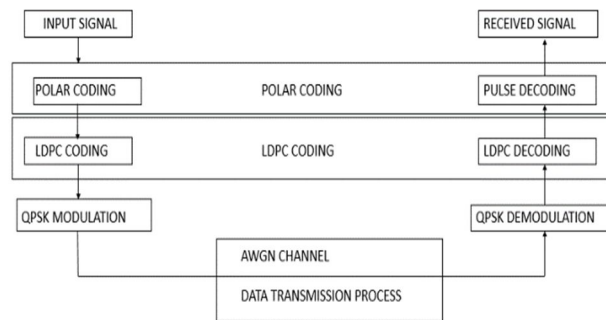 INPUT SIGNAL
RECEIVED SIGNAL
POLAR CODING
POLAR CODING
PULSE DECODING
LDPC CODING
LDPC CODING
LDPC DECODING
QPSK MODULATION
QPSK DEMODULATION
AWGN CHANNEL
DATA TRANSMISSION PROCESS